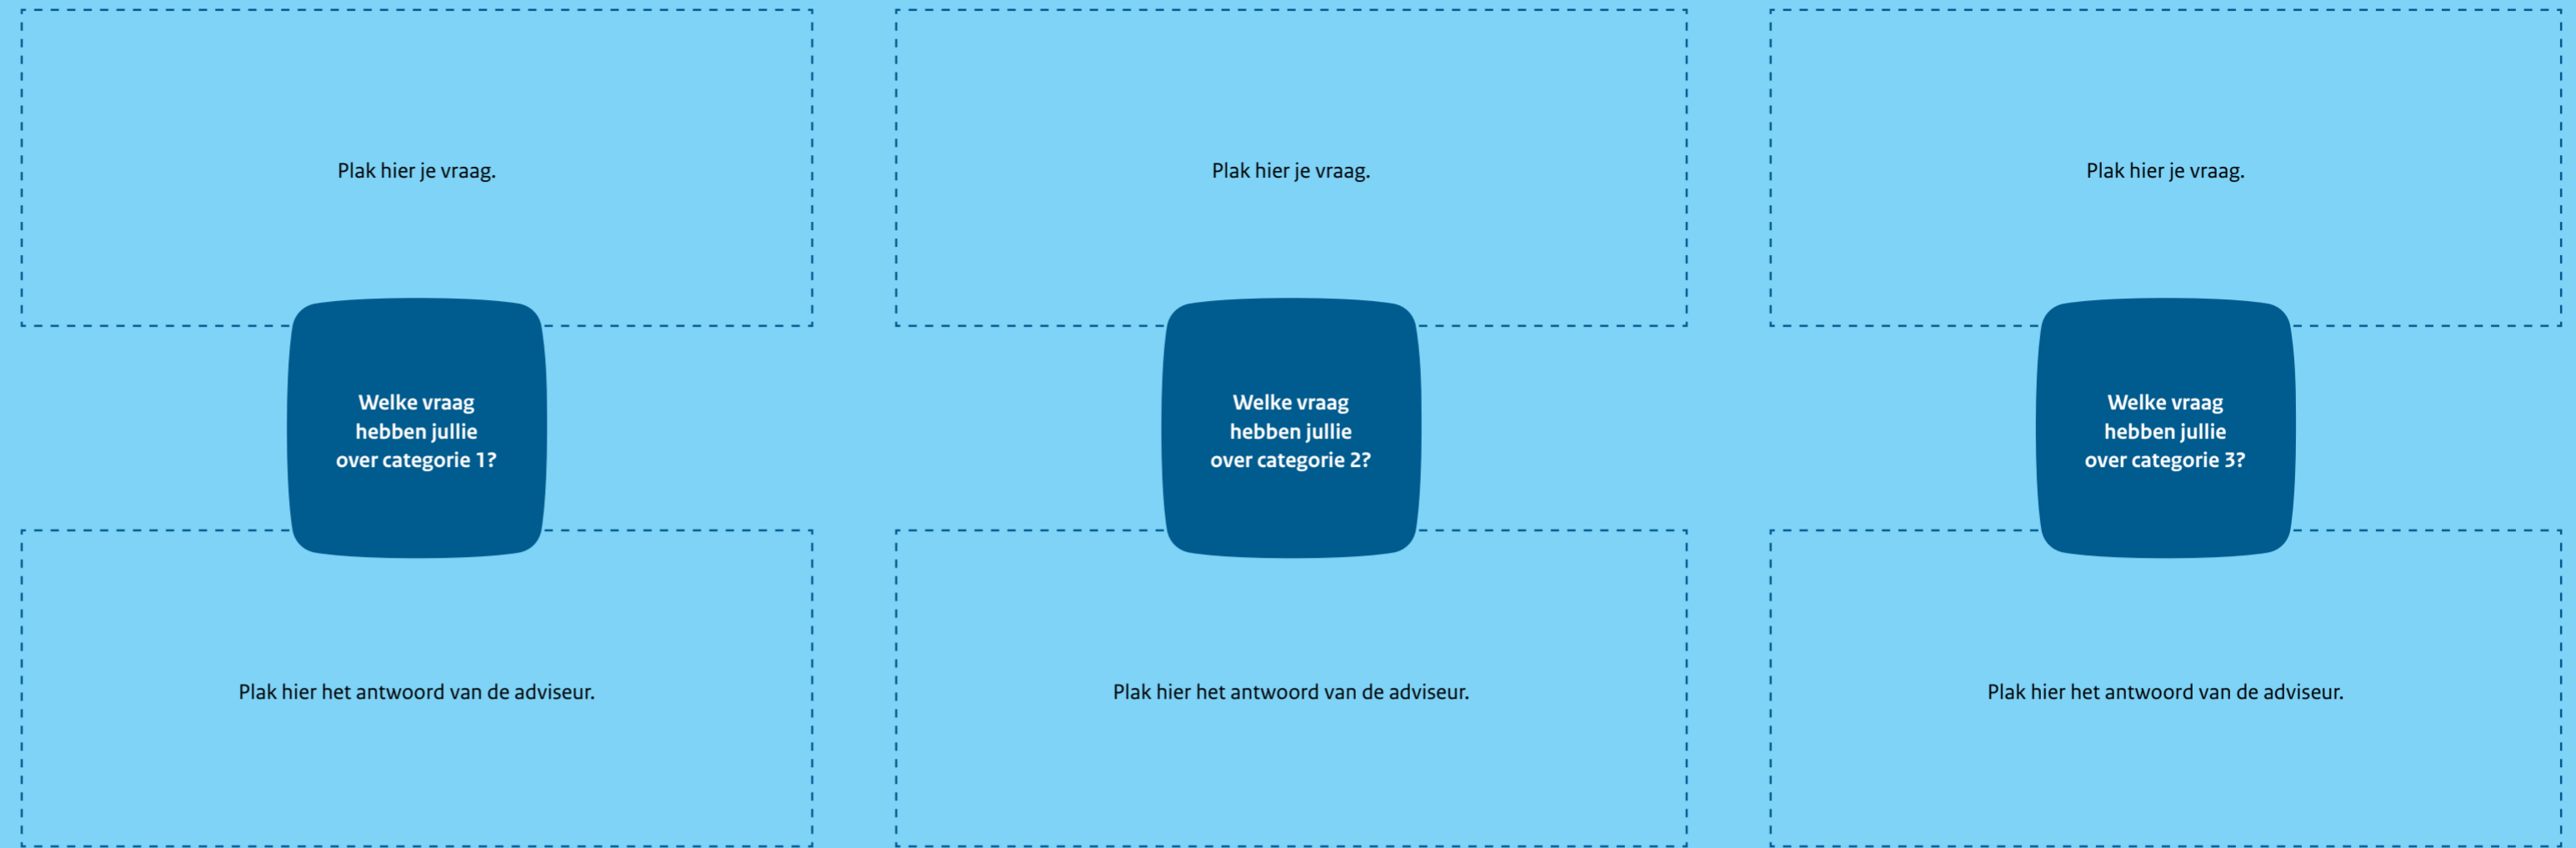 Plak hier je vraag.
Plak hier je vraag.
Plak hier je vraag.
Welke vraag
hebben jullie
over categorie 1?
Welke vraag
hebben jullie
over categorie 2?
Welke vraag
hebben jullie
over categorie 3?
Plak hier het antwoord van de adviseur.
Plak hier het antwoord van de adviseur.
Plak hier het antwoord van de adviseur.